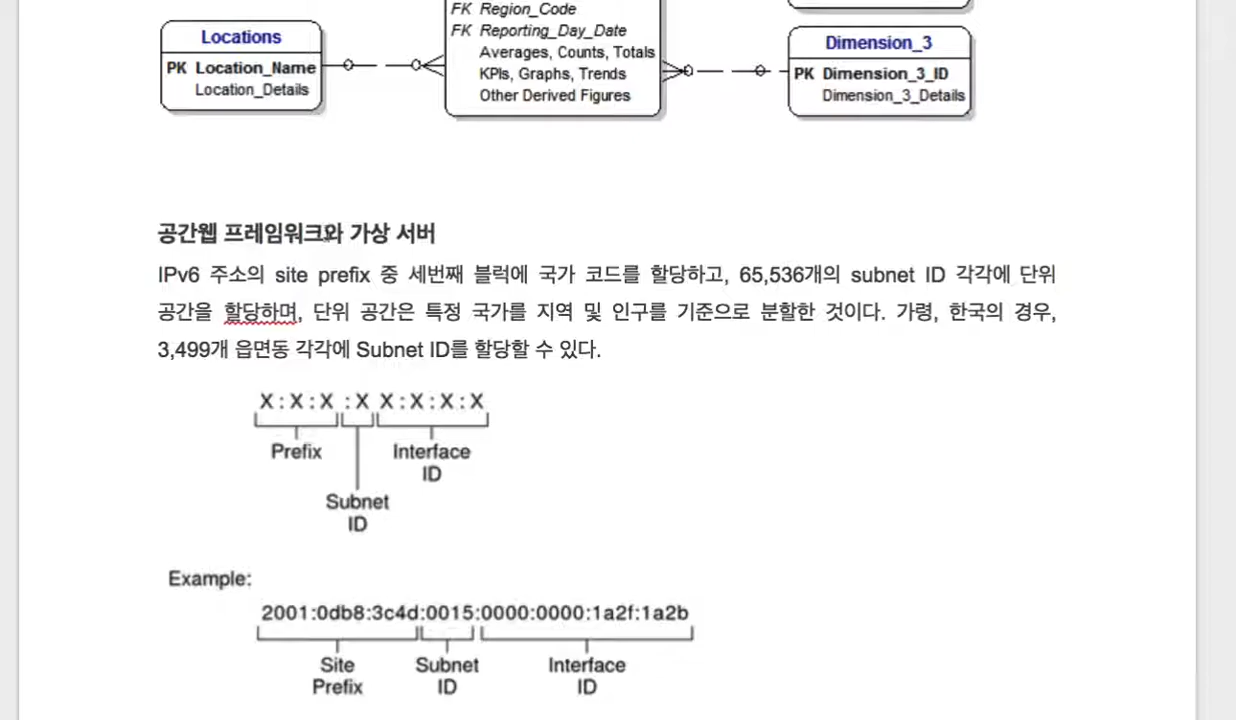 FK Region_Code
FK Reporting_Day_Date
Averages, Counts, Totals
KPIs, Graphs, Trends
Other Derived Figures
Locations
PK Location_Name
Location_Details
Dimension_3
PK Dimension_3_ID
Dimension_3_Details
공간웹 프레임워크와 가상 서버
IPv6 주소의 site prefix 중 세번째 블럭에 국가 코드를 할당하고, 65,536개의 subnet ID 각각에 단위
공간을 할당하며, 단위 공간은 특정 국가를 지역 및 인구를 기준으로 분할한 것이다. 가령, 한국의 경우,
3,499개 읍면동 각각에 Subnet ID를 할당할 수 있다.
X:X:X :X X:X:X:X
Prefix
Interface
ID
Subnet
ID
Example:
2001:0db8:3c4d:0015:0000:0000:1a2f:1a2b
Site
Prefix
Subnet
ID
Interface
ID